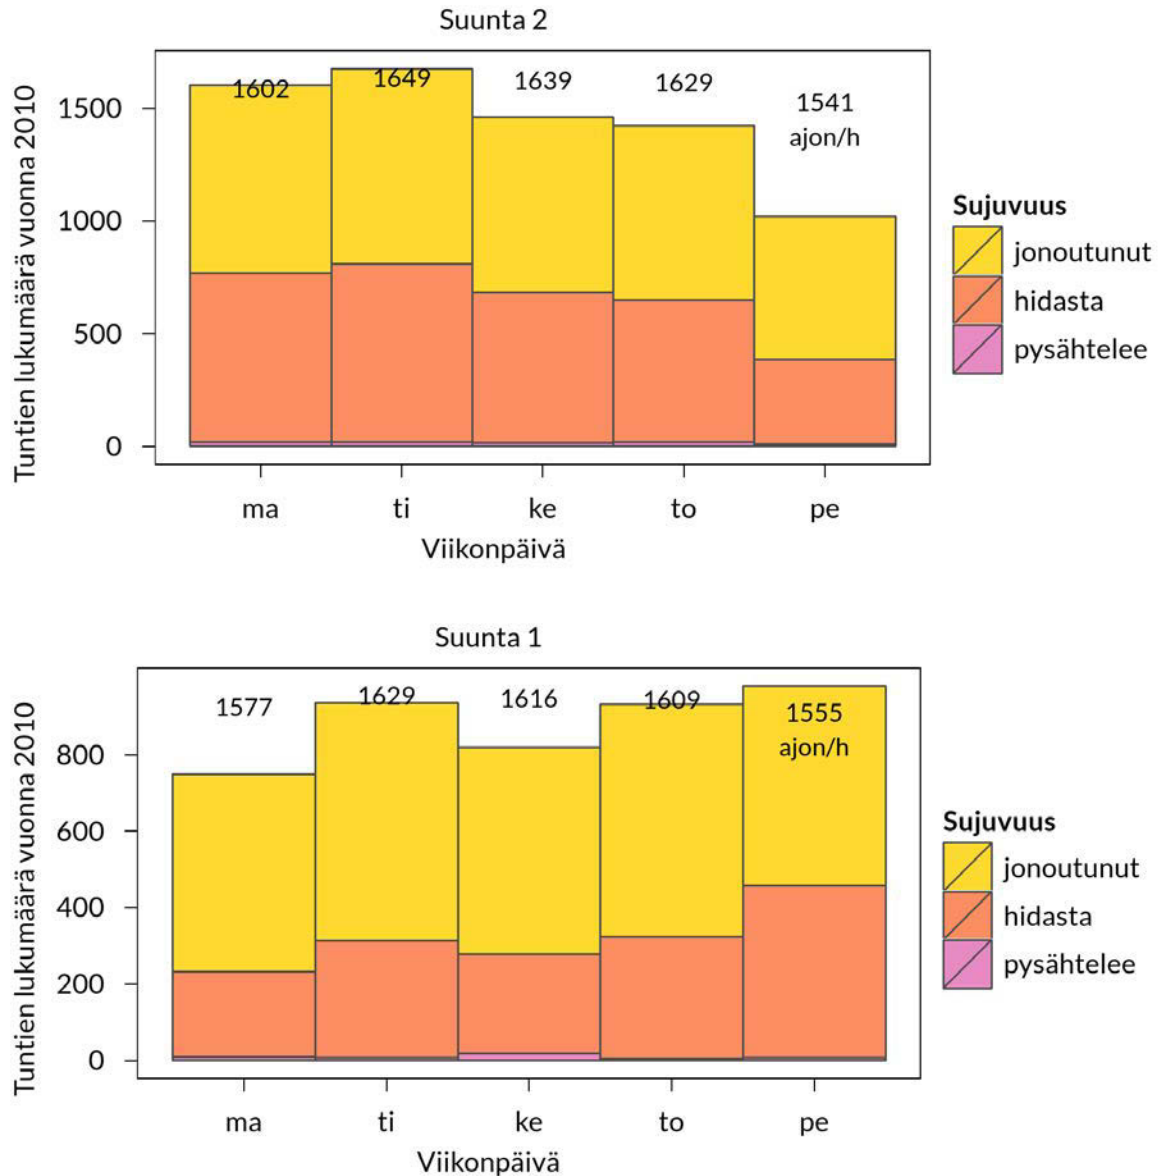 Suunta 2
Tuntien lukumäärä vuonna 2010
1500
1000
500
0
1602
1649
1639
1629
1541
ajon/h
ma
ti
ke
to
pe
Viikonpäivä
Sujuvuus
jonoutunut
hidasta
pysähtelee
Suunta 1
Tuntien lukumäärä vuonna 2010
800
600
400
200
0
1577
1629
1616
1609
1555
ajon/h
ma
ti
ke
to
pe
Viikonpäivä
Sujuvuus
jonoutunut
hidasta
pysähtelee